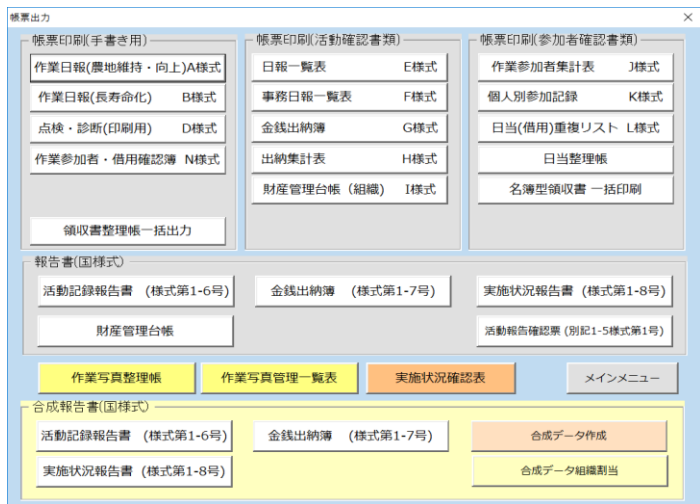 帳票出力
帳票印刷(手書き用)
作業日報(農地維持・向上)A様式
作業日報(長寿命化) B様式
点検・診断(印刷用) D様式
作業参加者・借用確認簿 N様式
領収書整理帳一括出力
帳票印刷(活動確認書類)
日報一覧表 E様式
事務日報一覧表 F様式
金銭出納簿 G様式
出納集計表 H様式
財産管理台帳（組織） I様式
帳票印刷(参加者確認書類)
作業参加者集計表 J様式
個人別参加記録 K様式
日当(借用)重複リスト L様式
日当整理帳
名簿型領収書 一括印刷
報告書(国様式)
活動記録報告書 (様式第1-6号)
金銭出納簿 (様式第1-7号)
実施状況報告書 (様式第1-8号)
財産管理台帳
活動報告確認票 (別記1-5様式第1号)
作業写真整理帳
作業写真管理一覧表
実施状況確認表
メインメニュー
合成報告書(国様式)
活動記録報告書 (様式第1-6号)
金銭出納簿 (様式第1-7号)
合成データ作成
実施状況報告書 (様式第1-8号)
合成データ組織割当